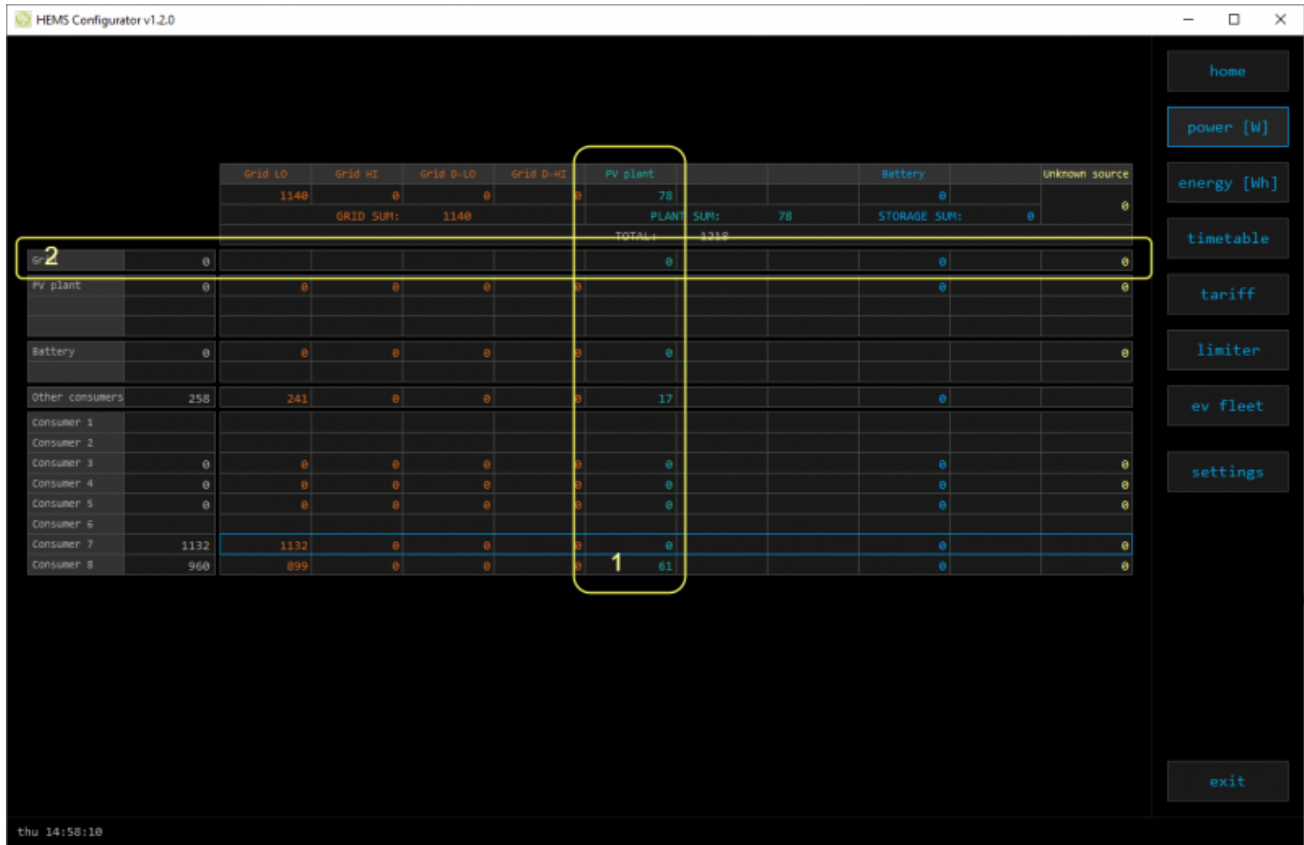 HEMS Configurator v1.2.0
home
power [W]
energy [Wh]
timetable
tariff
limiter
ev fleet
settings
exit
Grid LO Grid HI Grid D-LO Grid D-HI PV plant Battery Unknown source
1140 0 0 0 78 0 0
GRID SUM: 1140 PLANT SUM: 78 STORAGE SUM: 0
TOTAL: 1218
2 0 0 0 0
PV plant 0 0 0 0 0 0 0
Battery 0 0 0 0 0 0 0
Other consumers 258 241 0 0 0 17 0
Consumer 1
Consumer 2
Consumer 3 0 0 0 0 0 0 0 0
Consumer 4 0 0 0 0 0 0 0 0
Consumer 5 0 0 0 0 0 0 0 0
Consumer 6
Consumer 7 1132 1132 0 0 0 0 0 0
Consumer 8 960 899 0 0 0 1 61 0 0
thu 14:58:10